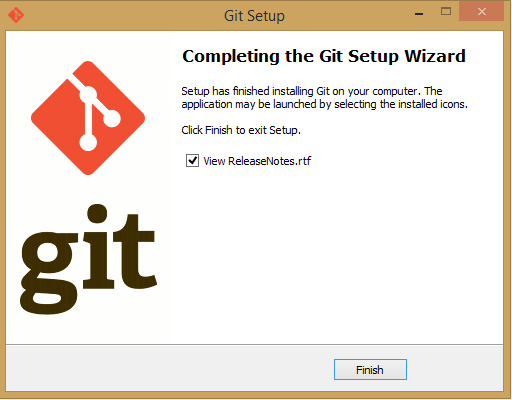 Git Setup
Completing the Git Setup Wizard
Setup has finished installing Git on your computer. The
application may be launched by selecting the installed icons.
Click Finish to exit Setup.
View ReleaseNotes.rtf
git
Finish